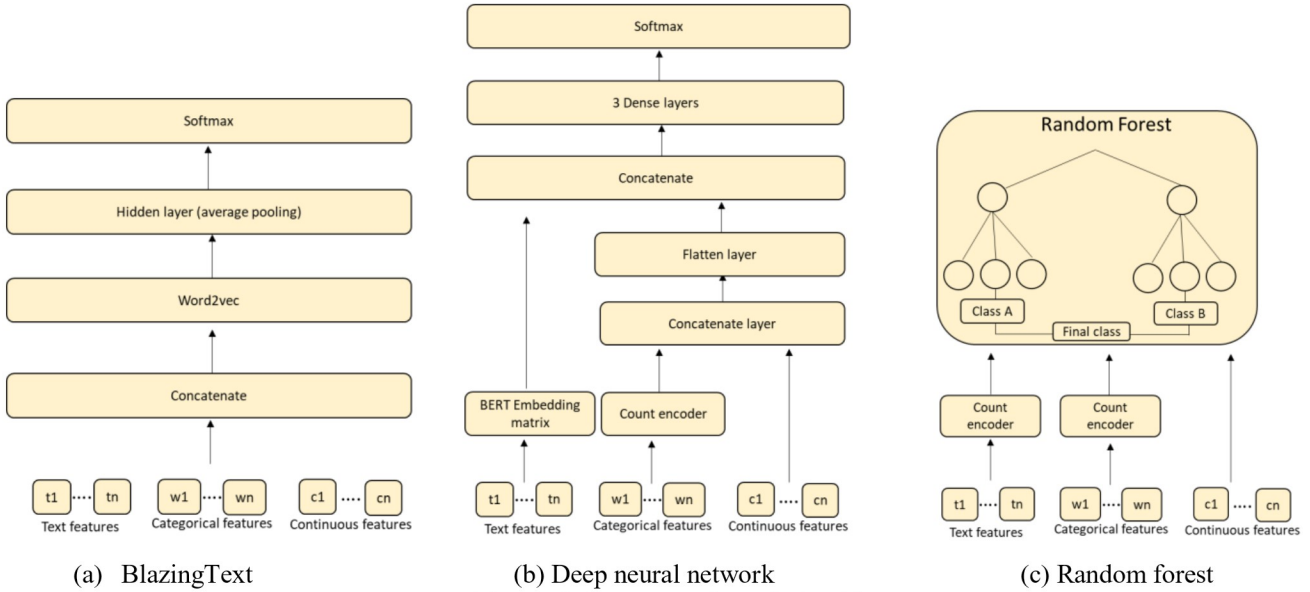 Softmax
Hidden layer (average pooling)
Word2vec
Concatenate
t1 .... tn
w1 .... wn
c1 .... cn
Text features
Categorical features
Continuous features
(a) BlazingText
Softmax
3 Dense layers
Concatenate
Flatten layer
Concatenate layer
BERT Embedding
matrix
Count encoder
t1 .... tn
w1 .... wn
c1 .... cn
Text features
Categorical features
Continuous features
(b) Deep neural network
Random Forest
Class A
Class B
Final class
Count
encoder
Count
encoder
t1 .... tn
w1 .... wn
c1 .... cn
Text features
Categorical features
Continuous features
(c) Random forest